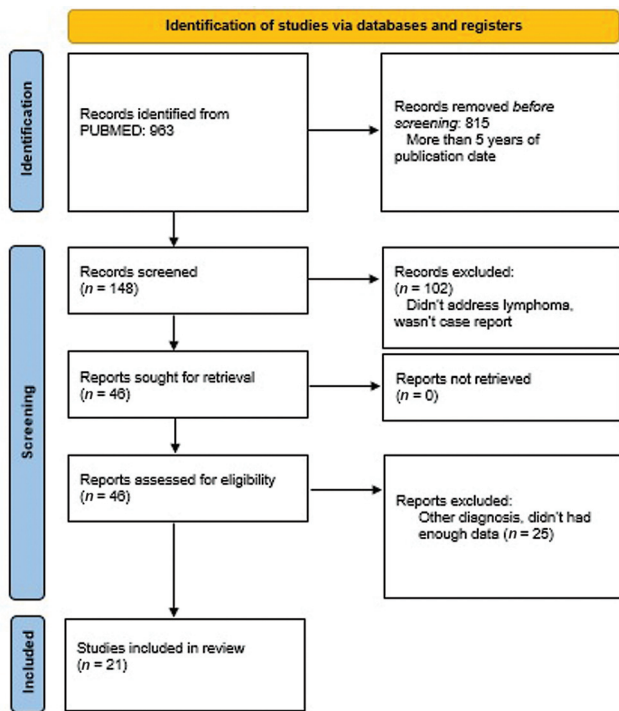 Identification of studies via databases and registers
Identification
Records identified from
PUBMED: 963
Records removed before
screening: 815
More than 5 years of
publication date
Screening
Records screened
(n = 148)
Records excluded:
(n = 102)
Didn't address lymphoma,
wasn't case report
Reports sought for retrieval
(n = 46)
Reports not retrieved
(n = 0)
Reports assessed for eligibility
(n = 46)
Reports excluded:
Other diagnosis, didn't had
enough data (n = 25)
Included
Studies included in review
(n = 21)